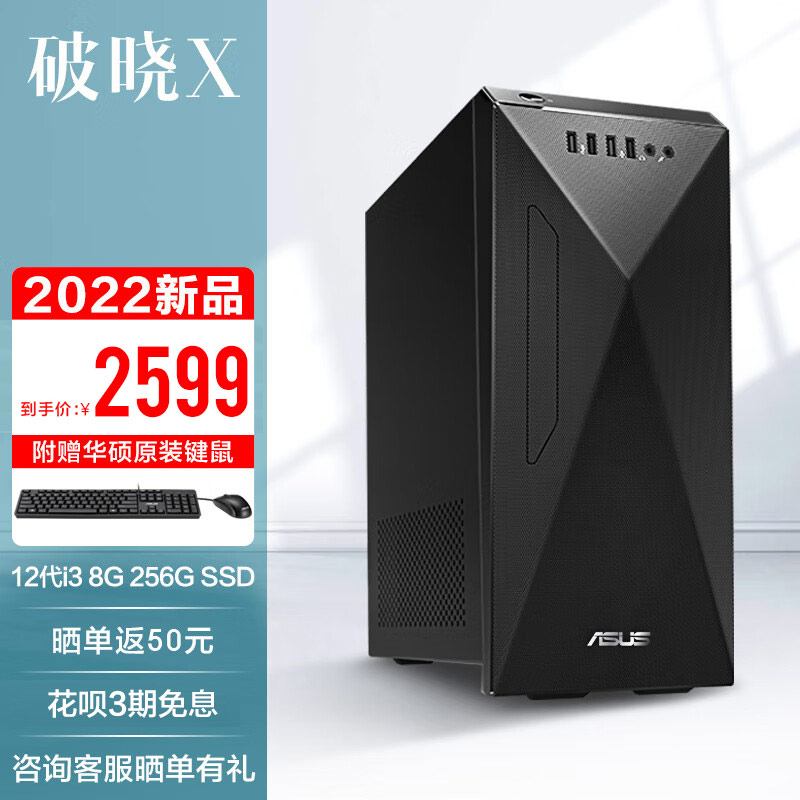 破晓X
2022新品
到手价:¥2599
附赠华硕原装键鼠
12代i3 8G 256G SSD
晒单返50元
花呗3期免息
咨询客服晒单有礼
ASUS